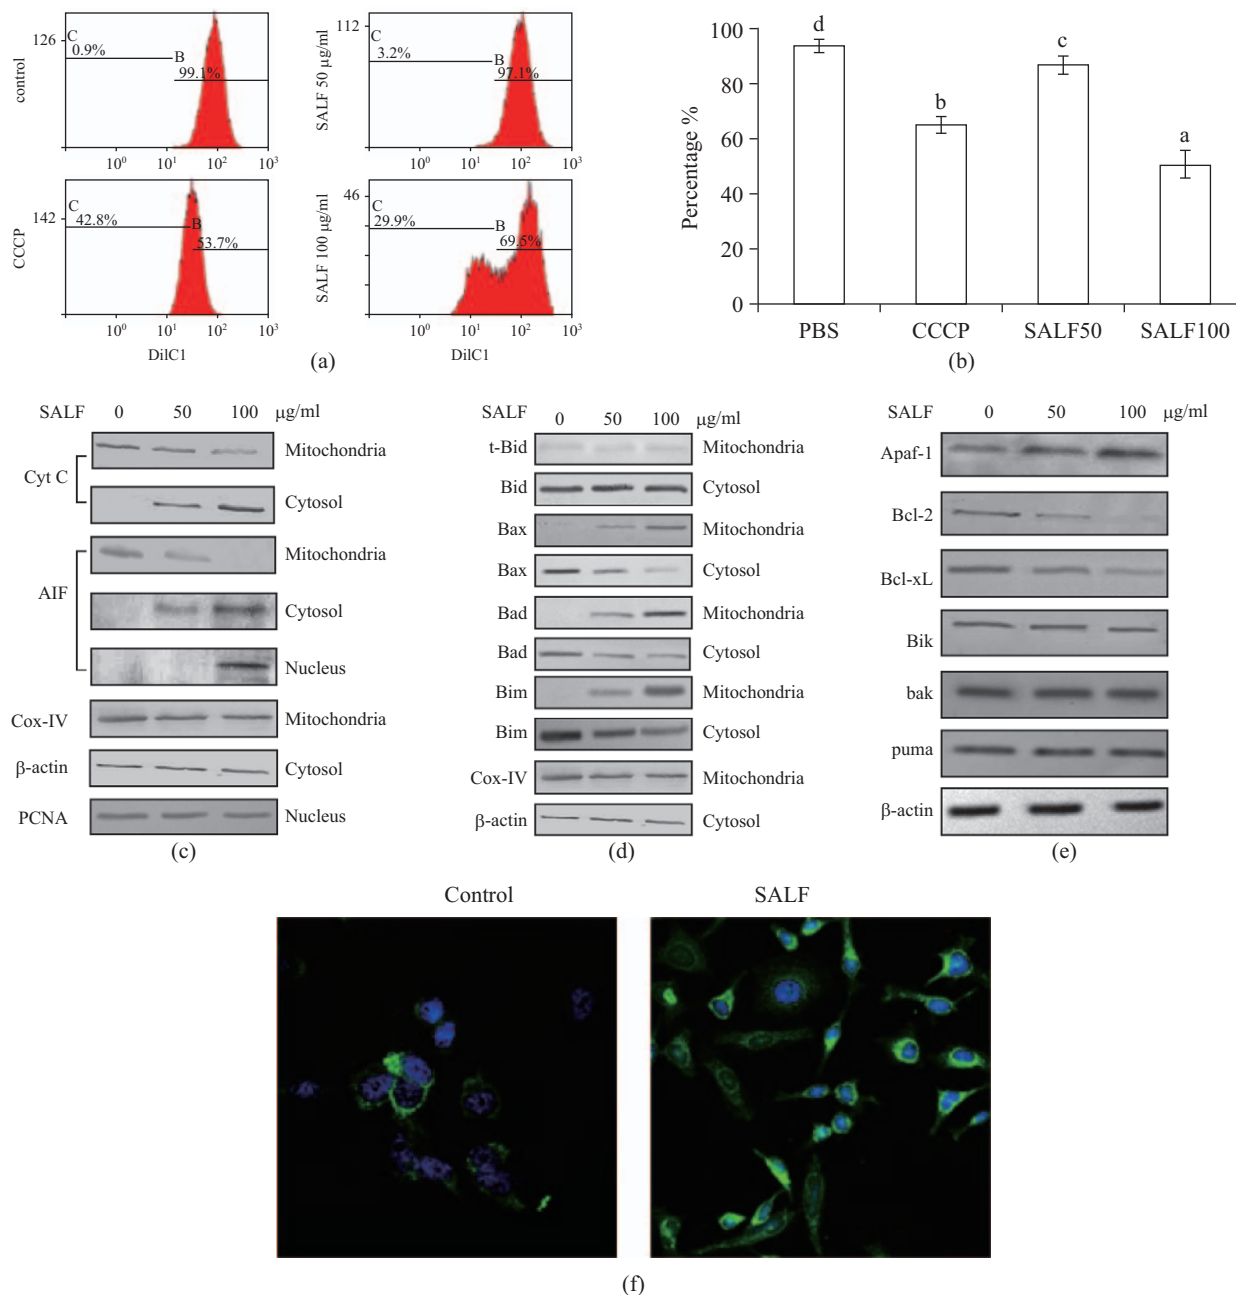 126
C
0.9%
B
99.1%
control
10⁰ 10¹ 10² 10³
112
C
3.2%
B
97.1%
SALF 50 µg/ml
10⁰ 10¹ 10² 10³
142
C
42.8%
B
53.7%
CCCP
10⁰ 10¹ 10² 10³
DilC1
46
C
29.9%
B
69.5%
SALF 100 µg/ml
10⁰ 10¹ 10² 10³
DilC1
(a)
Percentage %
100
80
60
40
20
0
d
b
c
a
PBS CCCP SALF50 SALF100
(b)
SALF 0 50 100 µg/ml
Cyt C
Mitochondria
Cytosol
AIF
Mitochondria
Cytosol
Nucleus
Cox-IV Mitochondria
β-actin Cytosol
PCNA Nucleus
(c)
SALF 0 50 100 µg/ml
t-Bid Mitochondria
Bid Cytosol
Bax Mitochondria
Bax Cytosol
Bad Mitochondria
Bad Cytosol
Bim Mitochondria
Bim Cytosol
Cox-IV Mitochondria
β-actin Cytosol
(d)
SALF 0 50 100 µg/ml
Apaf-1
Bcl-2
Bcl-xL
Bik
bak
puma
β-actin
(e)
Control SALF
(f)